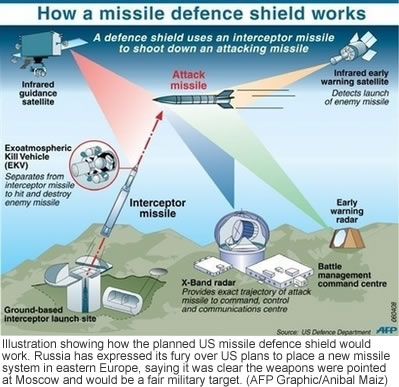 How a missile defence shield works
A defence shield uses an interceptor missile
to shoot down an attacking missile
Infrared
guidance
satellite
Attack
missile
Infrared early
warning satellite
Detects launch
of enemy missile
Exoatmospheric
Kill Vehicle
(EKV)
Separates from
interceptor missile
to hit and destroy
enemy missile
Interceptor
missile
Early
warning
radar
X-Band radar
Provides exact trajectory of attack
missile to command, control and
communications centre
Battle
management
command centre
Ground-based
interceptor launch site
Source: US Defence Department
AFP
060408
Illustration showing how the planned US missile defence shield would
work. Russia has expressed its fury over US plans to place a new missile
system in eastern Europe, saying it was clear the weapons were pointed
at Moscow and would be a fair military target. (AFP Graphic/Anibal Maiz)